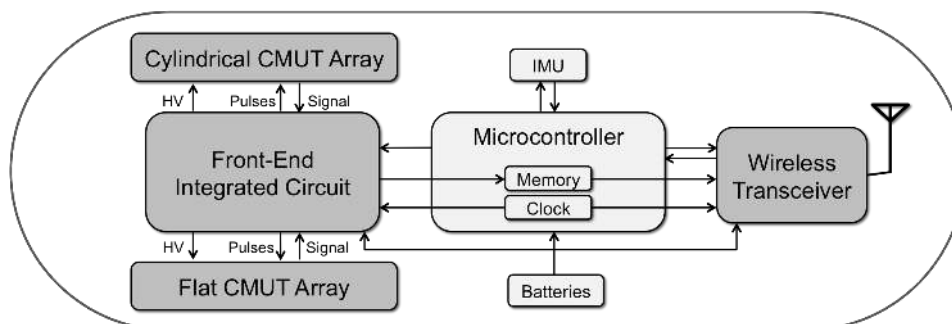 Cylindrical CMUT Array
IMU
HV Pulses Signal
Microcontroller
Front-End
Integrated Circuit
Wireless
Transceiver
Memory
Clock
HV Pulses Signal
Flat CMUT Array
Batteries